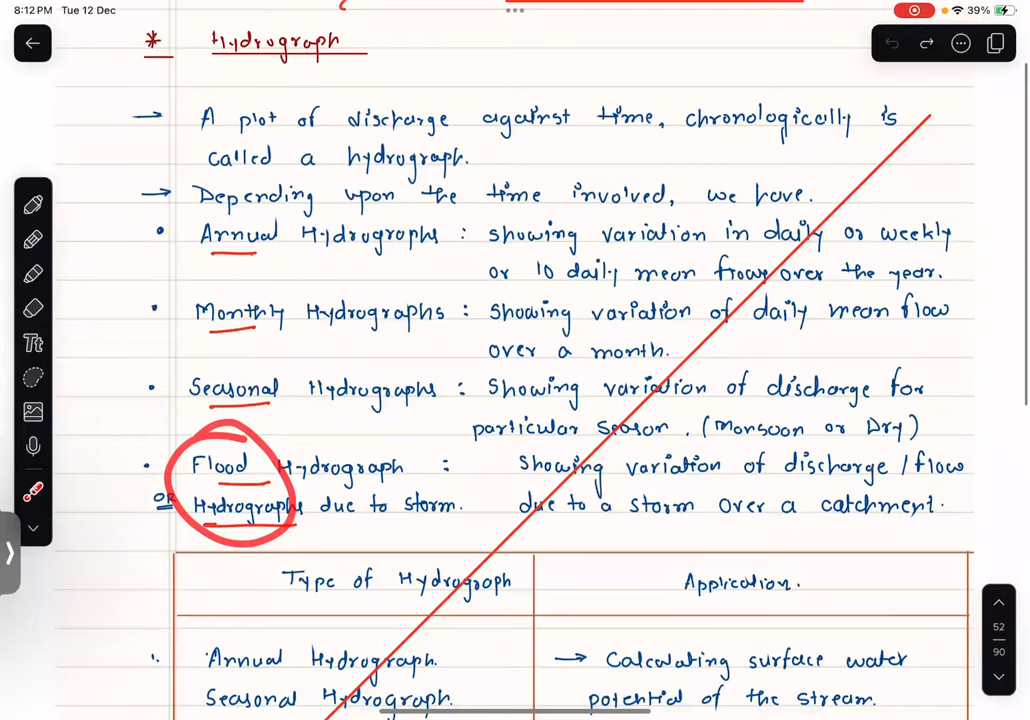 8:12 PM Tue 12 Dec
39%
* Hydrograph
→ A plot of discharge against time, chronologically is
called a hydrograph.
→ Depending upon the time involved, we have.
• Annual Hydrographs : showing variation in daily or weekly
or 10 daily mean flows over the year.
• Monthly Hydrographs : showing variation of daily mean flow
over a month.
• Seasonal Hydrographs : showing variation of discharge for
particular season. (Monsoon or Dry)
• Flood Hydrograph : showing variation of discharge / flow
OR Hydrographs due to storm. due to a storm over a catchment.
Type of Hydrograph Application.
1. Annual Hydrograph. → Calculating surface water
Seasonal Hydrograph. potential of the stream.
Tt
52
90